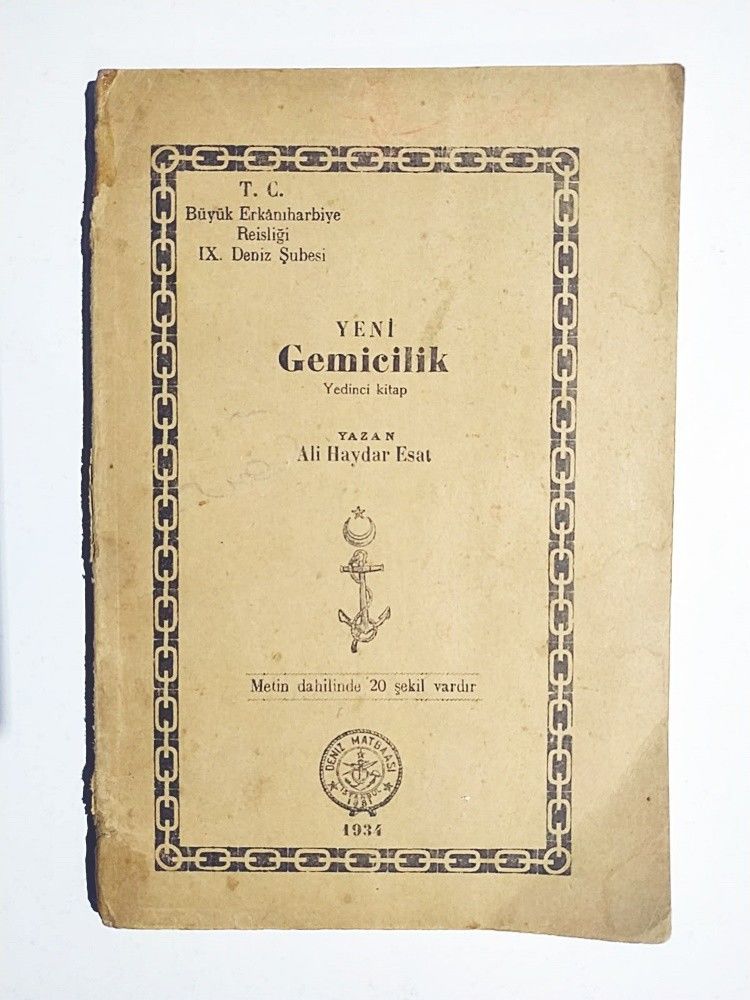 T. C.
Büyük Erkânıharbiye
Reisliği
IX. Deniz Şubesi
YENİ
Gemicilik
Yedinci kitap
YAZAN
Ali Haydar Esat
Metin dahilinde 20 şekil vardır
DENİZ MATBAASI
İSTANBUL
1934